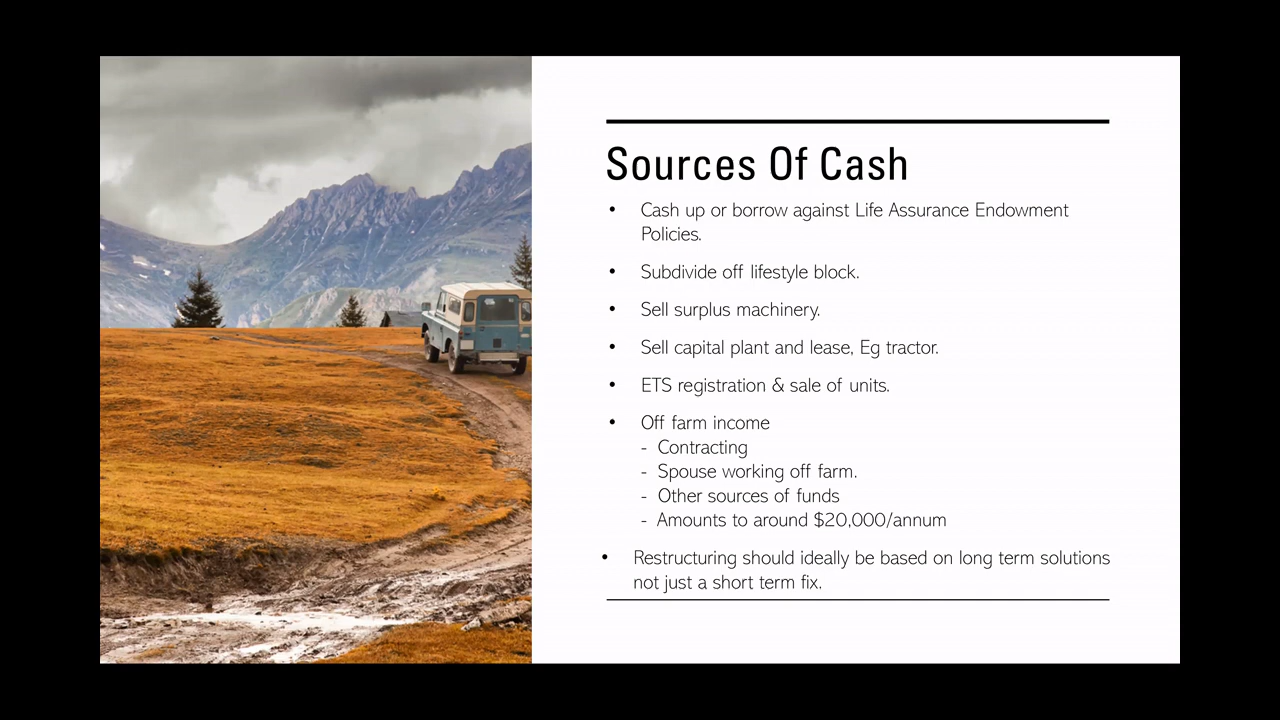 Sources Of Cash
• Cash up or borrow against Life Assurance Endowment
Policies.
• Subdivide off lifestyle block.
• Sell surplus machinery.
• Sell capital plant and lease, Eg tractor.
• ETS registration & sale of units.
• Off farm income
- Contracting
- Spouse working off farm.
- Other sources of funds
- Amounts to around $20,000/annum
• Restructuring should ideally be based on long term solutions
not just a short term fix.